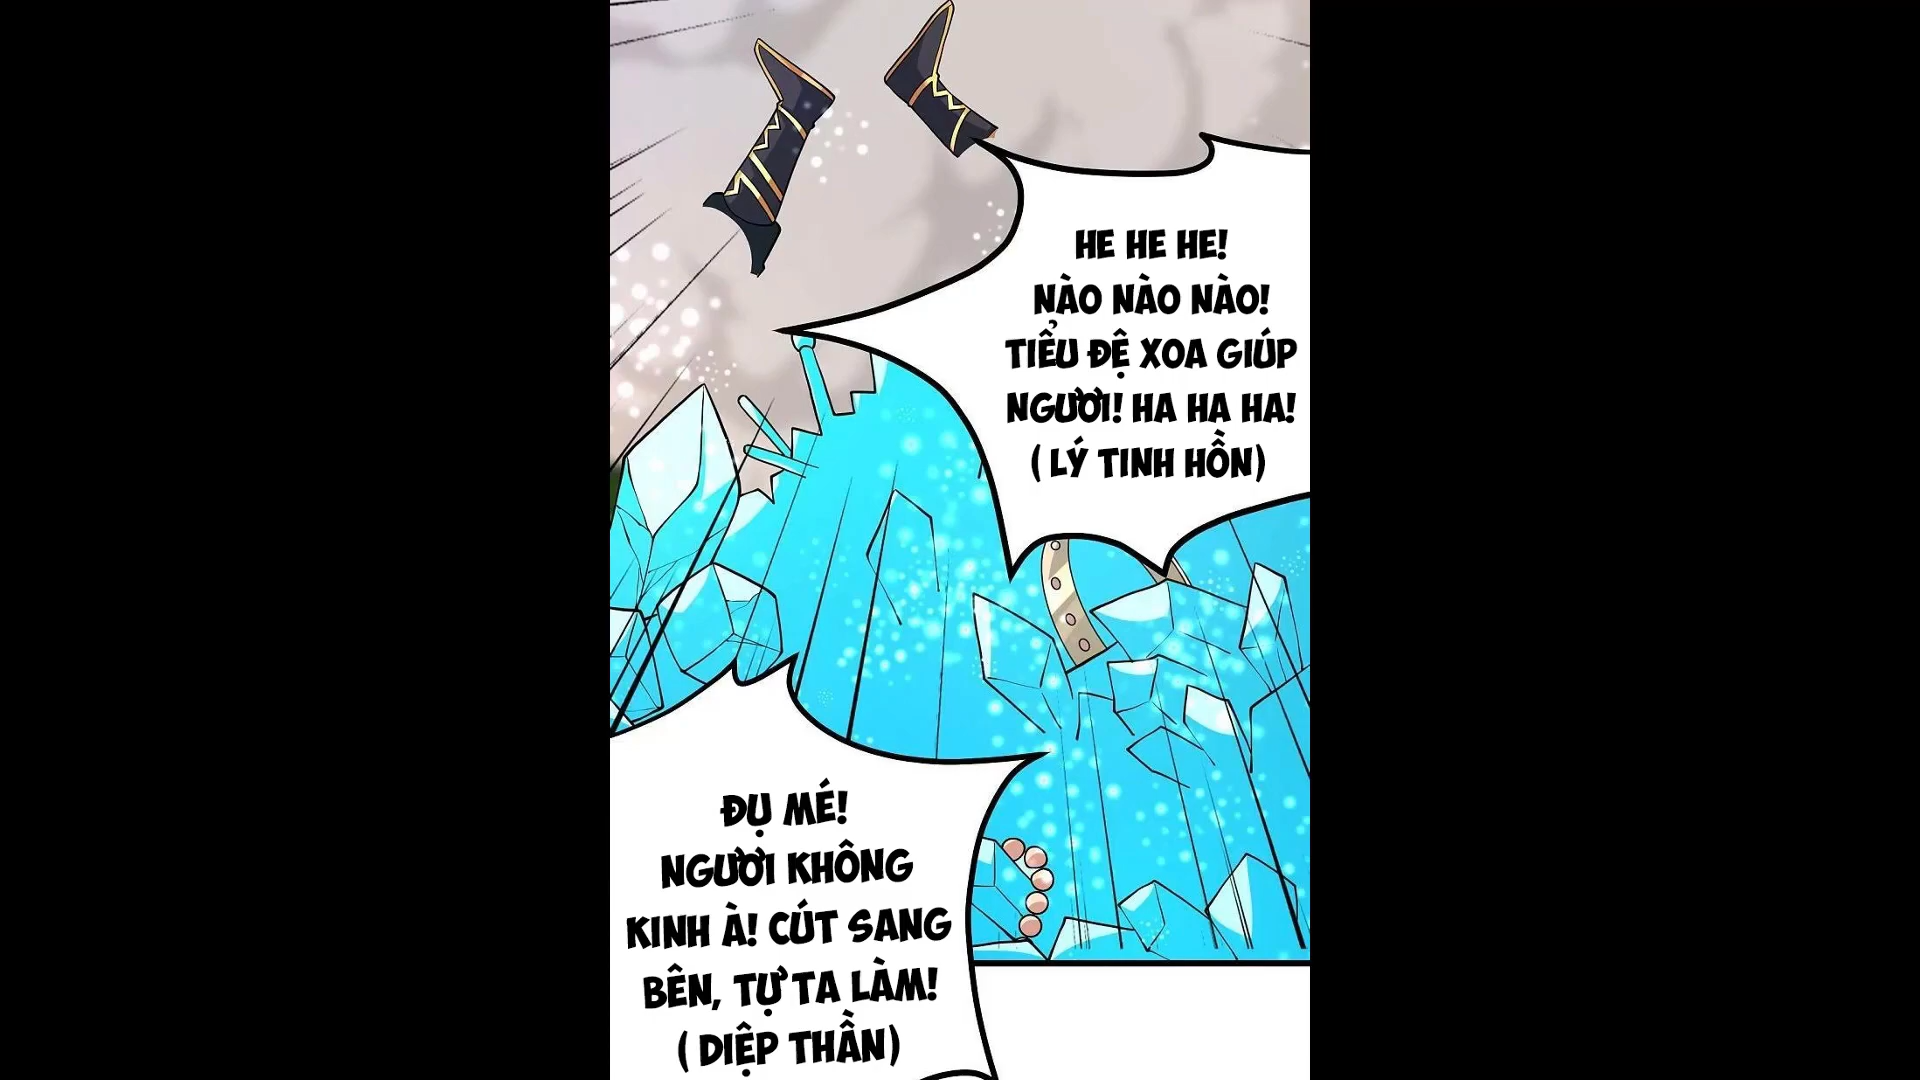 HE HE HE!
NÀO NÀO NÀO!
TIỂU ĐỆ XOA GIÚP
NGƯƠI! HA HA HA!
( LÝ TINH HỒN)
ĐỤ MÉ!
NGƯƠI KHÔNG
KINH À! CÚT SANG
BÊN, TỰ TA LÀM!
( DIỆP THẦN)